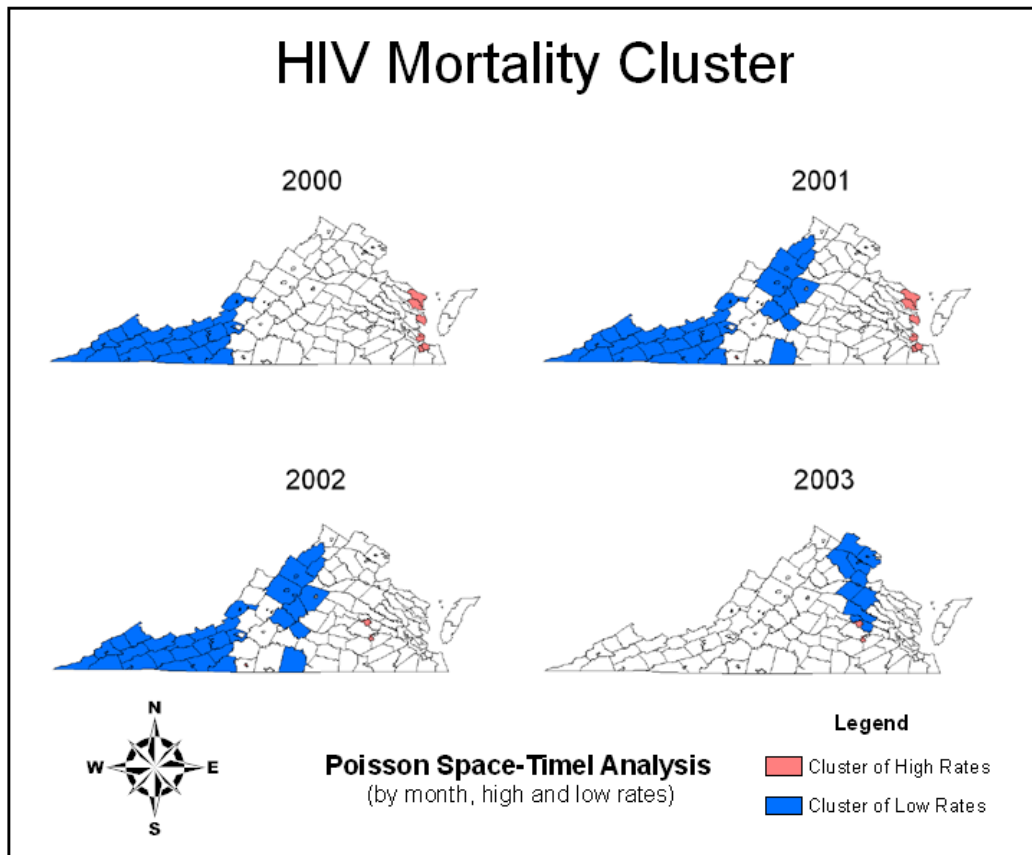 HIV Mortality Cluster
2000
2001
2002
2003
N
W E
S
Poisson Space-Timel Analysis
(by month, high and low rates)
Legend
Cluster of High Rates
Cluster of Low Rates